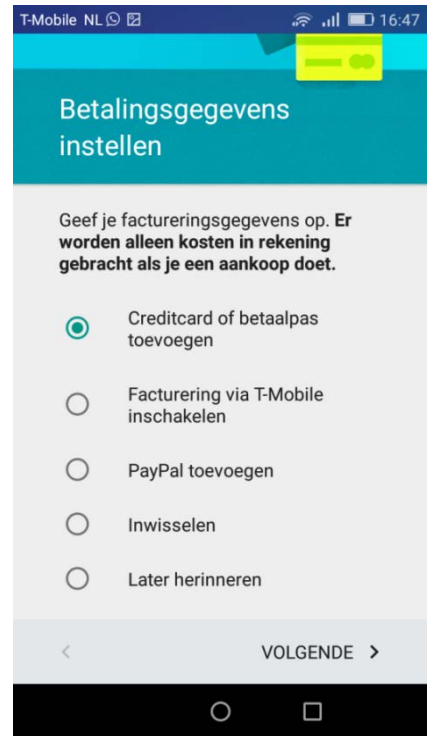 T-Mobile NL 16:47
Betalingsgegevens
instellen
Geef je factureringsgegevens op. Er
worden alleen kosten in rekening
gebracht als je een aankoop doet.
Creditcard of betaalpas
toevoegen
Facturering via T-Mobile
inschakelen
PayPal toevoegen
Inwisselen
Later herinneren
VOLGENDE